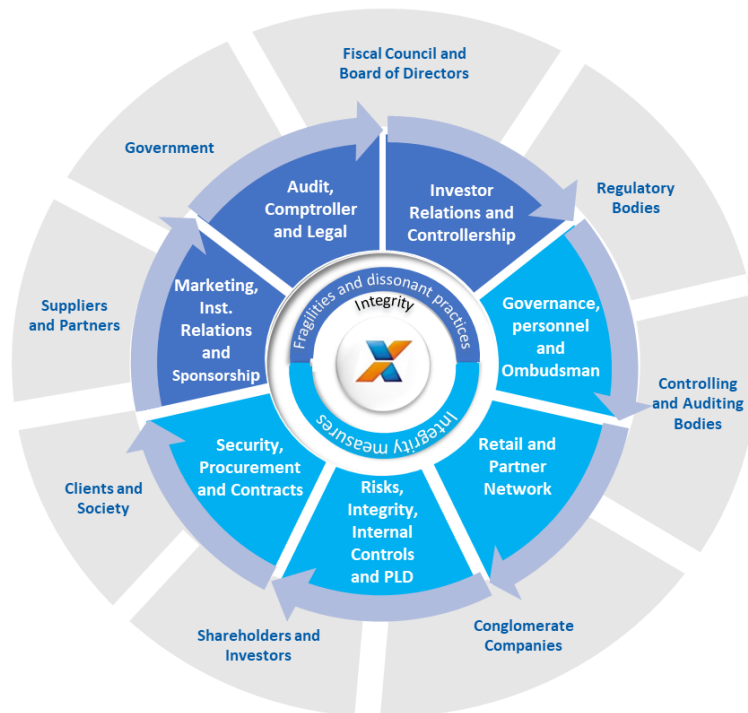 Fiscal Council and
Board of Directors
Government
Regulatory
Bodies
Suppliers
and Partners
Controlling
and Auditing
Bodies
Clients and
Society
Shareholders and
Investors
Conglomerate
Companies
Audit,
Comptroller
and Legal
Investor
Relations and
Controllership
Marketing,
Inst.
Relations
and
Sponsorship
Governance,
personnel
and
Ombudsman
Security,
Procurement
and Contracts
Retail and
Partner
Network
Risks,
Integrity,
Internal
Controls
and PLD
Fragilities and dissonant practices
Integrity
Integrity measures